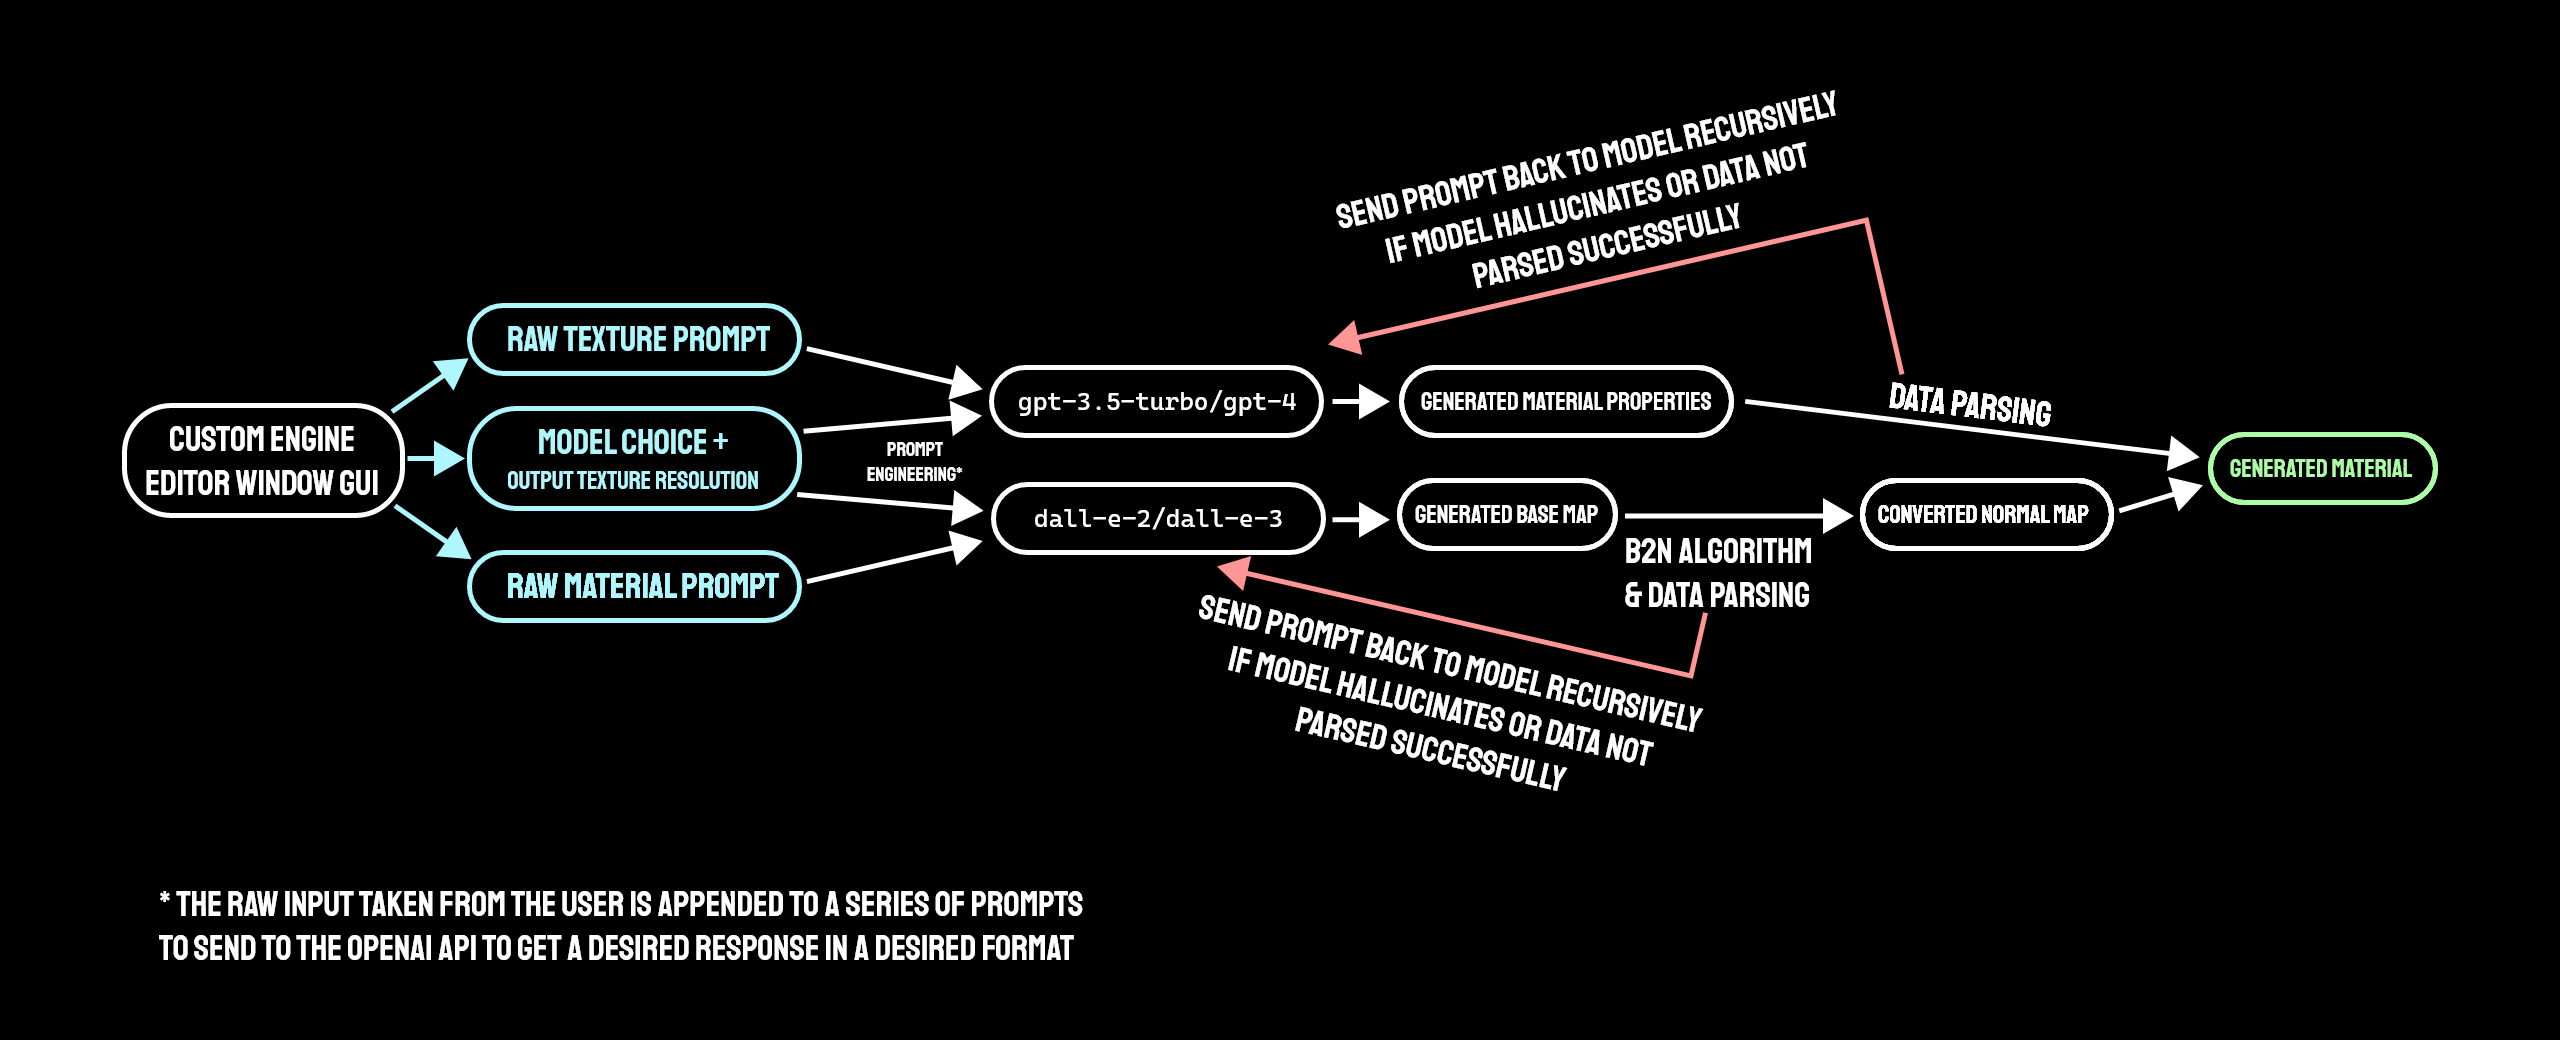 SEND PROMPT BACK TO MODEL RECURSIVELY
IF MODEL HALLUCINATES OR DATA NOT
PARSED SUCCESSFULLY
RAW TEXTURE PROMPT
CUSTOM ENGINE
EDITOR WINDOW GUI
MODEL CHOICE +
OUTPUT TEXTURE RESOLUTION
RAW MATERIAL PROMPT
PROMPT
ENGINEERING*
gpt-3.5-turbo/gpt-4
GENERATED MATERIAL PROPERTIES
DATA PARSING
GENERATED MATERIAL
dall-e-2/dall-e-3
GENERATED BASE MAP
CONVERTED NORMAL MAP
B2N ALGORITHM
& DATA PARSING
SEND PROMPT BACK TO MODEL RECURSIVELY
IF MODEL HALLUCINATES OR DATA NOT
PARSED SUCCESSFULLY
* THE RAW INPUT TAKEN FROM THE USER IS APPENDED TO A SERIES OF PROMPTS
TO SEND TO THE OPENAI API TO GET A DESIRED RESPONSE IN A DESIRED FORMAT